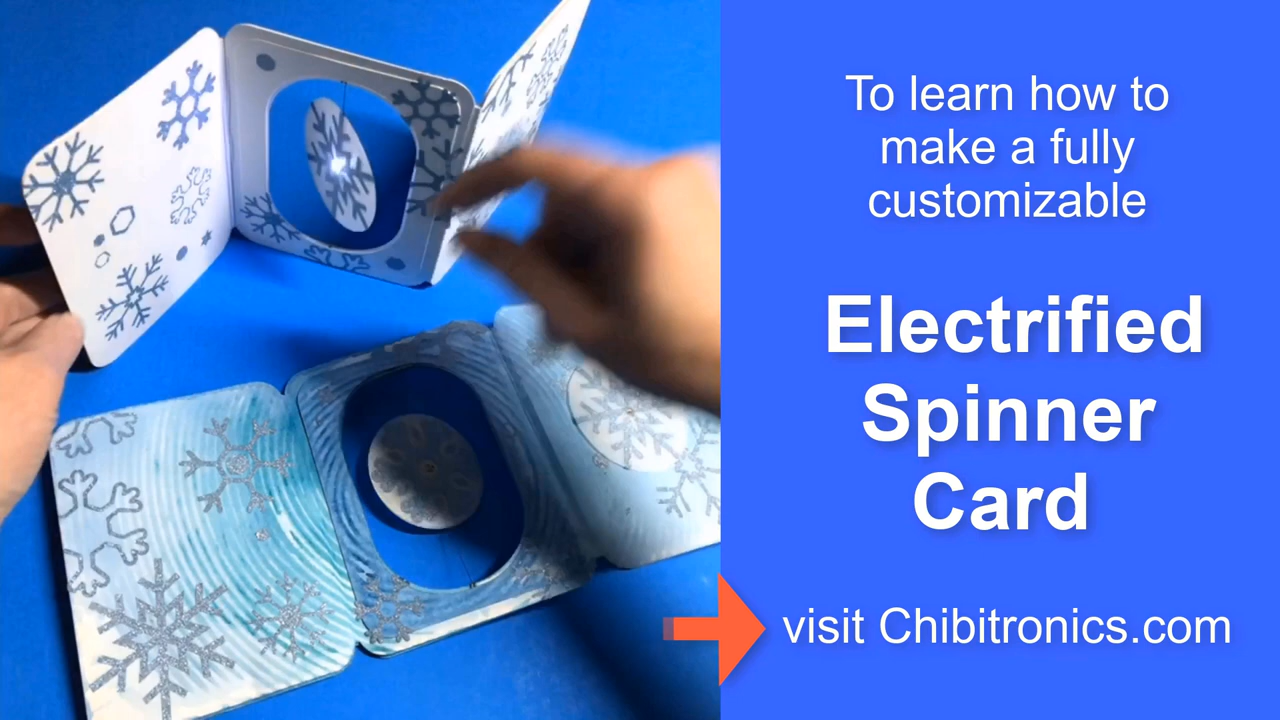 To learn how to
make a fully
customizable
Electrified
Spinner
Card
visit Chibitronics.com